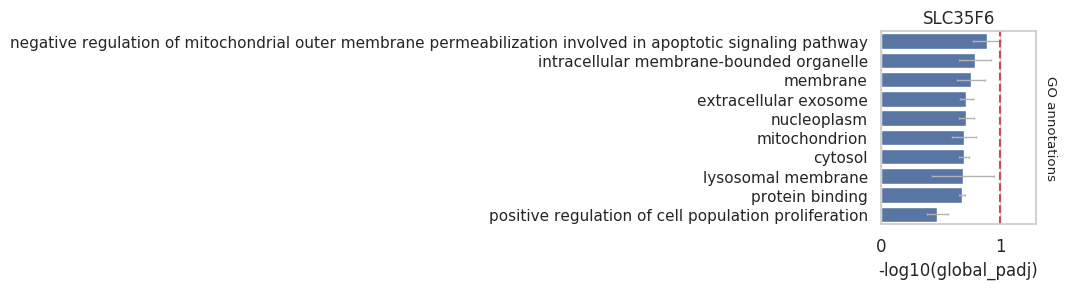 SLC35F6
negative regulation of mitochondrial outer membrane permeabilization involved in apoptotic signaling pathway
intracellular membrane-bounded organelle
membrane
extracellular exosome
nucleoplasm
mitochondrion
cytosol
lysosomal membrane
protein binding
positive regulation of cell population proliferation
GO annotations
0 1
-log10(global_padj)